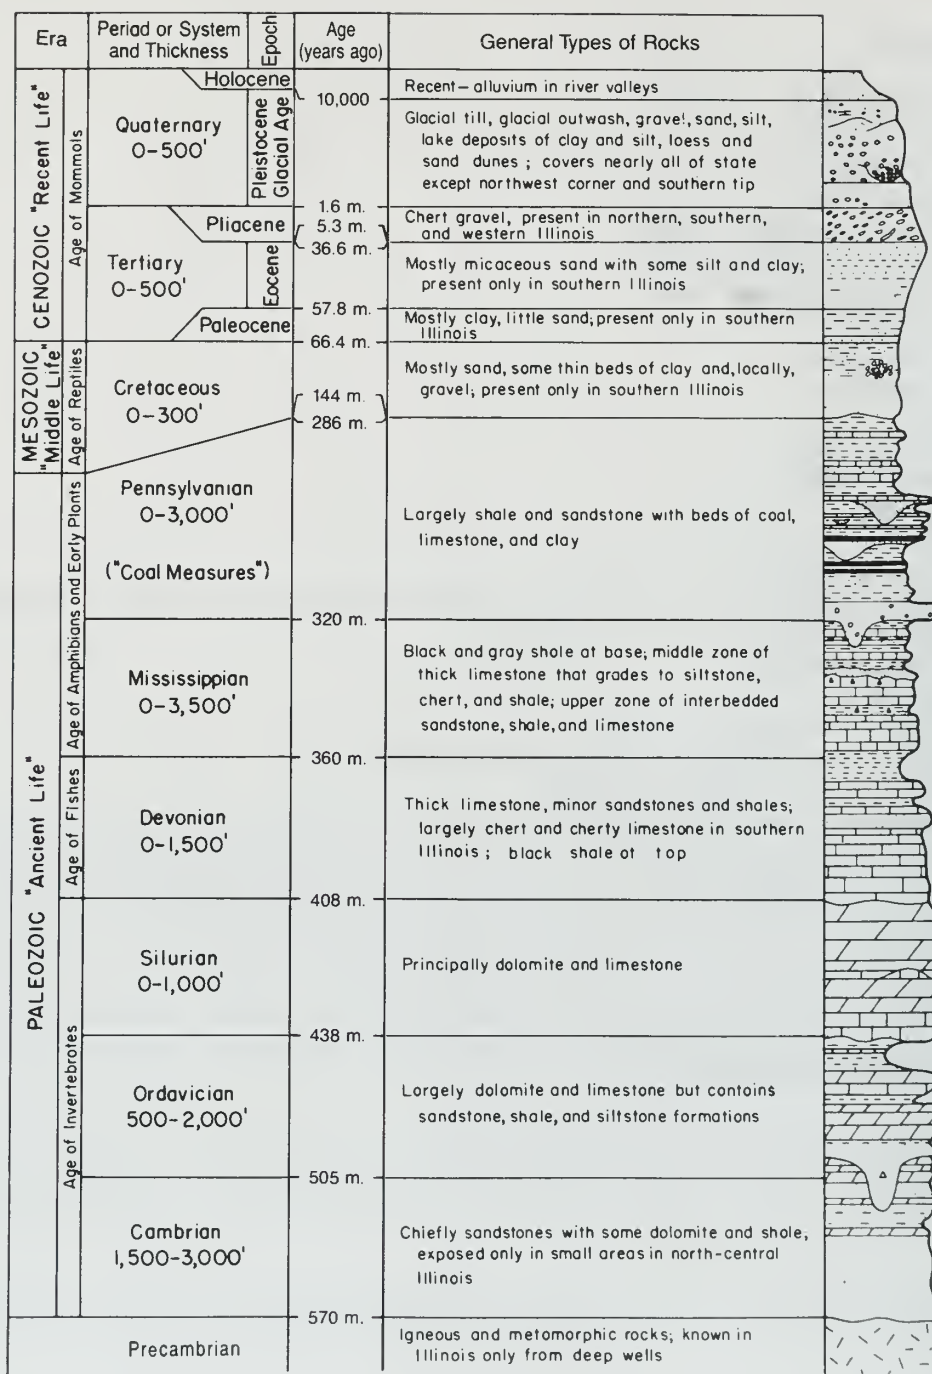 Era
Period or System
and Thickness
Epoch
Age
(years ago)
General Types of Rocks
CENOZOIC "Recent Life"
Age of Mammals
Quaternary
0-500'
Holocene
Pleistocene
Glacial Age
10,000
1.6 m.
Recent - alluvium in river valleys
Glacial till, glacial outwash, gravel, sand, silt,
lake deposits of clay and silt, loess and
sand dunes ; covers nearly all of state
except northwest corner and southern tip
Tertiary
0-500'
Pliocene
5.3 m.
36.6 m.
Chert gravel, present in northern, southern,
and western Illinois
Eocene
57.8 m.
Mostly micaceous sand with some silt and clay;
present only in southern Illinois
Paleocene
66.4 m.
Mostly clay, little sand; present only in southern
Illinois
MESOZOIC
"Middle Life"
Age of Reptiles
Cretaceous
0-300'
144 m.
286 m.
Mostly sand, some thin beds of clay and, locally,
gravel; present only in southern Illinois
PALEOZOIC "Ancient Life"
Age of Amphibians and Early Plants
Pennsylvanian
0-3,000'
("Coal Measures")
320 m.
Largely shale and sandstone with beds of coal,
limestone, and clay
Mississippian
0-3,500'
360 m.
Black and gray shale at base; middle zone of
thick limestone that grades to siltstone,
chert, and shale; upper zone of interbedded
sandstone, shale, and limestone
Age of Fishes
Devonian
0-1,500'
408 m.
Thick limestone, minor sandstones and shales;
largely chert and cherty limestone in southern
Illinois ; black shale at top
Age of Invertebrates
Silurian
0-1,000'
438 m.
Principally dolomite and limestone
Ordovician
500-2,000'
505 m.
Largely dolomite and limestone but contains
sandstone, shale, and siltstone formations
Cambrian
1,500-3,000'
570 m.
Chiefly sandstones with some dolomite and shale;
exposed only in small areas in north-central
Illinois
Precambrian
Igneous and metamorphic rocks; known in
Illinois only from deep wells